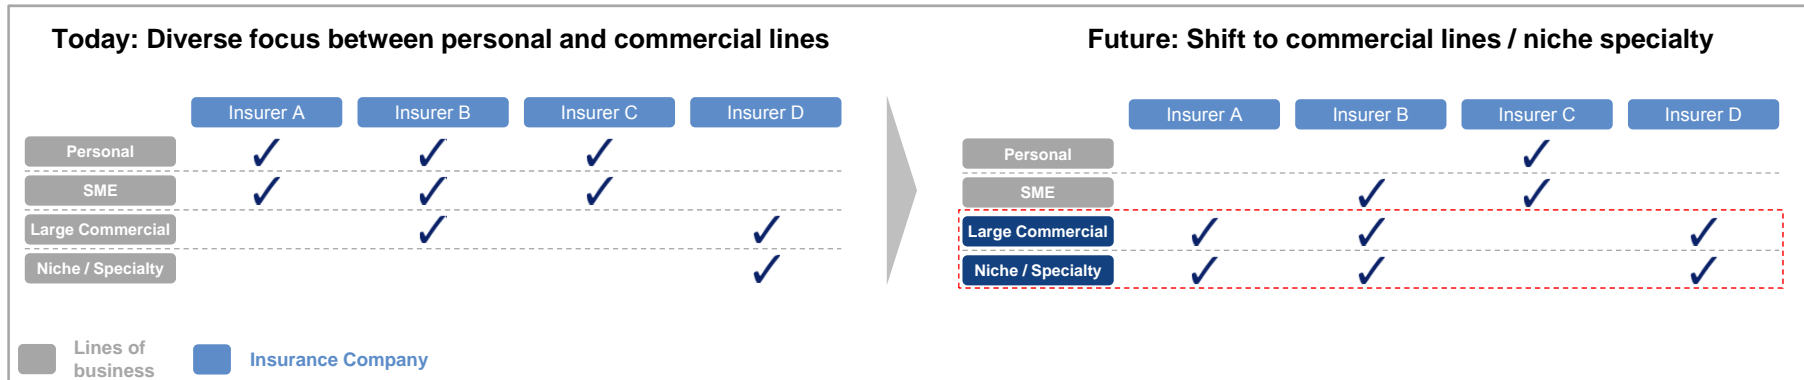 Today: Diverse focus between personal and commercial lines
Insurer A Insurer B Insurer C Insurer D
Personal
SME
Large Commercial
Niche / Specialty
Future: Shift to commercial lines / niche specialty
Insurer A Insurer B Insurer C Insurer D
Personal
SME
Large Commercial
Niche / Specialty
Lines of
business
Insurance Company